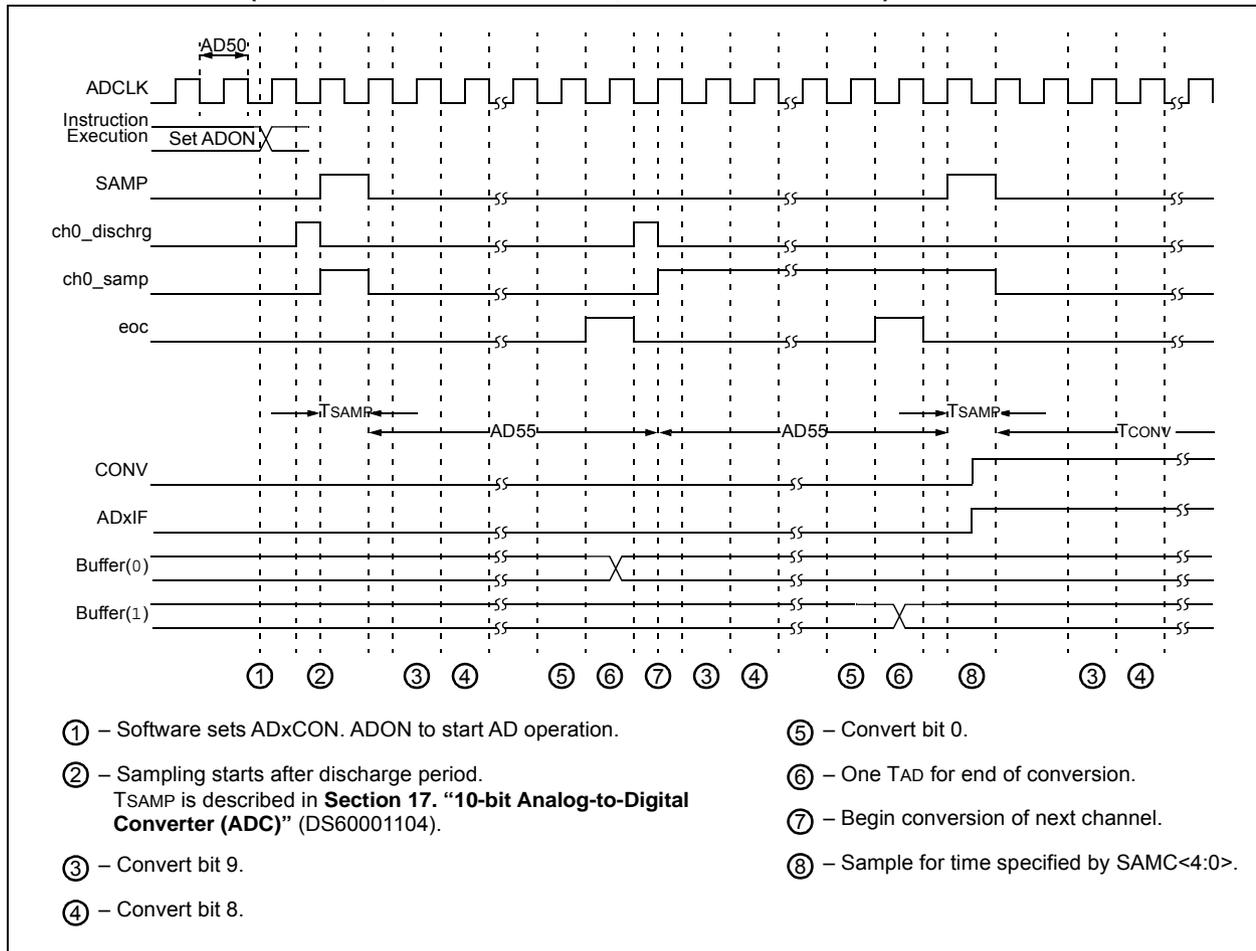 AD50
ADCLK
Instruction
Execution
Set ADON
SAMP
ch0_dischrg
ch0_samp
eoc
TSAMP
TSAMP
AD55
AD55
TCONV
CONV
ADxIF
Buffer(0)
Buffer(1)
1 2 3 4 5 6 7 3 4 5 6 8 3 4
1 – Software sets ADxCON. ADON to start AD operation.
2 – Sampling starts after discharge period.
TSAMP is described in Section 17. “10-bit Analog-to-Digital
Converter (ADC)” (DS60001104).
3 – Convert bit 9.
4 – Convert bit 8.
5 – Convert bit 0.
6 – One TAD for end of conversion.
7 – Begin conversion of next channel.
8 – Sample for time specified by SAMC<4:0>.